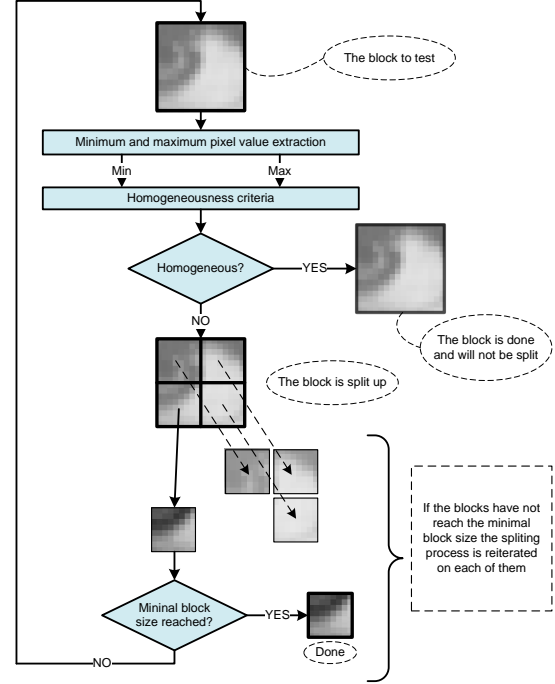 The block to test
Minimum and maximum pixel value extraction
Min
Max
Homogeneousness criteria
Homogeneous?
YES
NO
The block is done
and will not be split
The block is split up
If the blocks have not
reach the minimal
block size the spliting
process is reiterated
on each of them
Mininal block
size reached?
YES
Done
NO